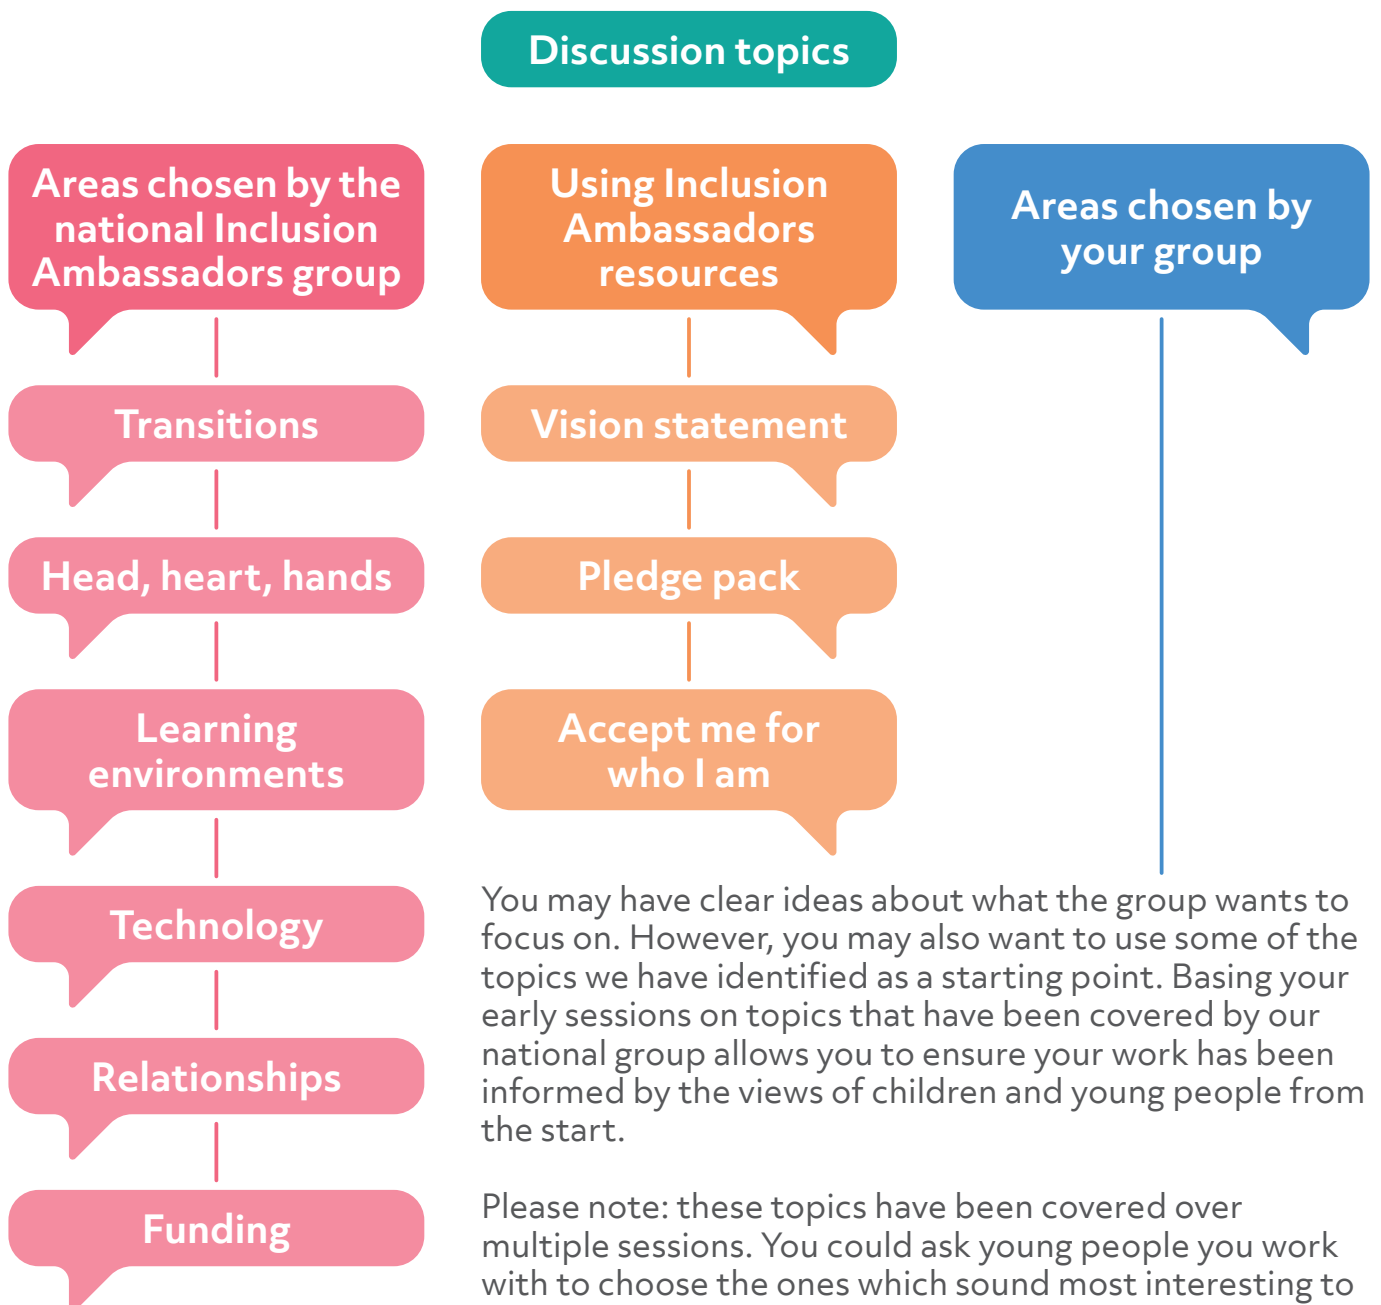 Discussion topics
Areas chosen by the
national Inclusion
Ambassadors group
Transitions
Head, heart, hands
Learning
environments
Technology
Relationships
Funding
Using Inclusion
Ambassadors
resources
Vision statement
Pledge pack
Accept me for
who I am
Areas chosen by
your group
You may have clear ideas about what the group wants to
focus on. However, you may also want to use some of the
topics we have identified as a starting point. Basing your
early sessions on topics that have been covered by our
national group allows you to ensure your work has been
informed by the views of children and young people from
the start.
Please note: these topics have been covered over
multiple sessions. You could ask young people you work
with to choose the ones which sound most interesting to